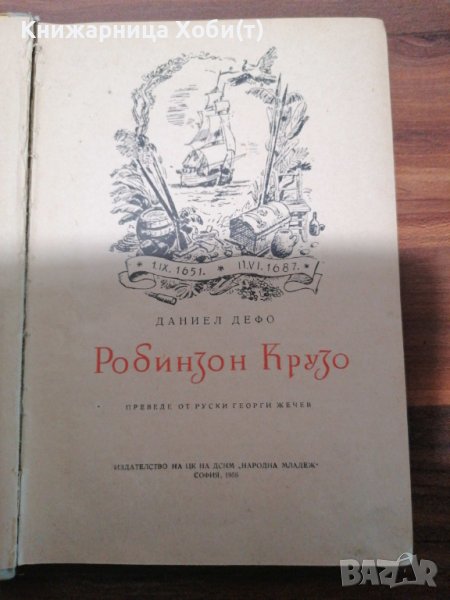 Книжарница Хоби(т)
* 1.IX. 1651. * 11.VI. 1687. *
ДАНИЕЛ ДЕФО
Робинзон Крузо
ПРЕВЕДЕ ОТ РУСКИ ГЕОРГИ ЖЕЧЕВ
ИЗДАТЕЛСТВО НА ЦК НА ДСНМ „НАРОДНА МЛАДЕЖ“
СОФИЯ,
BAZAR